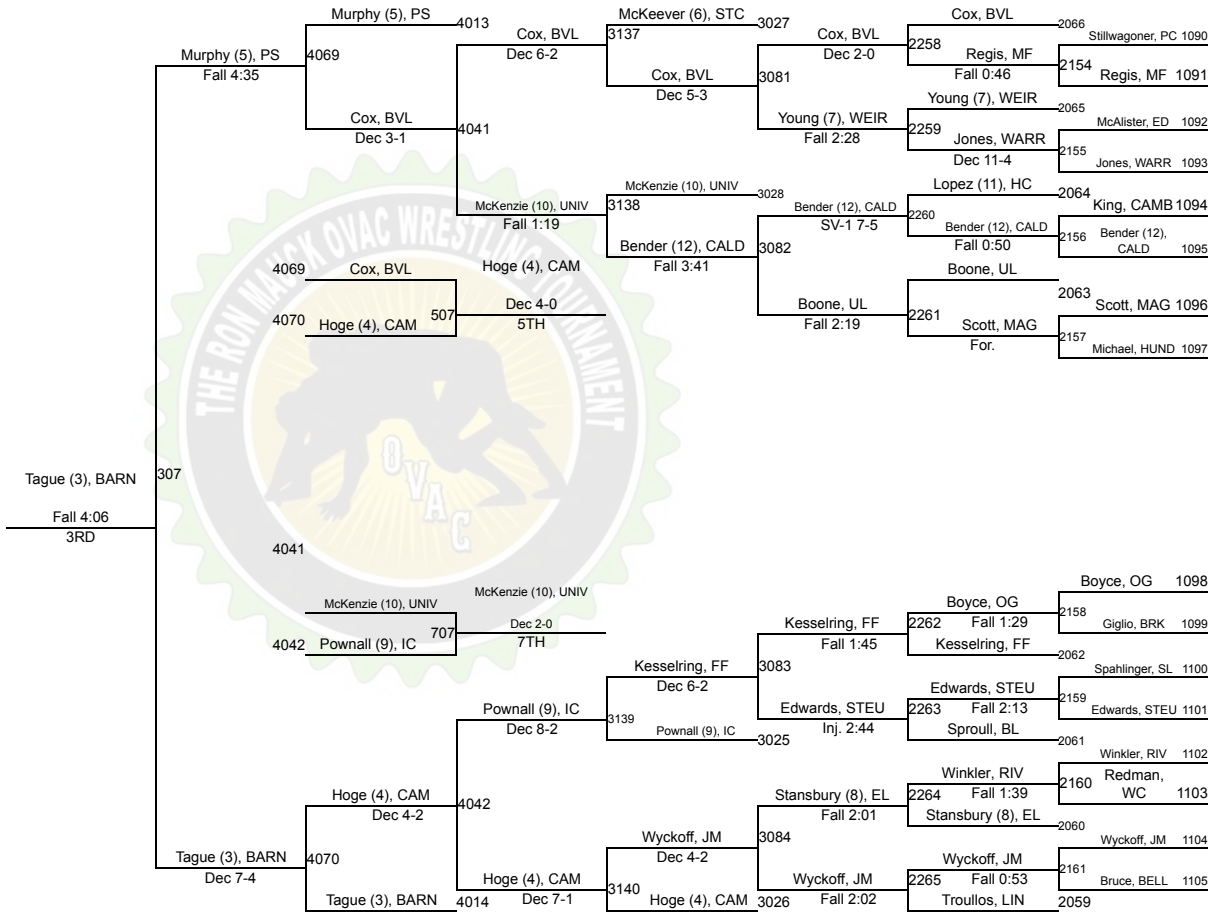 Murphy (5), PS
4013
McKeever (6), STC
3027
Cox, BVL
2066
Stillwagoner, PC 1090
Cox, BVL
Dec 6-2
3137
Cox, BVL
Dec 2-0
2258
Regis, MF
Fall 0:46
2154
Regis, MF 1091
Murphy (5), PS
Fall 4:35
4069
Cox, BVL
Dec 5-3
3081
Young (7), WEIR
2065
McAlister, ED 1092
Cox, BVL
Dec 3-1
4041
Young (7), WEIR
Fall 2:28
2259
Jones, WARR
Dec 11-4
2155
Jones, WARR 1093
McKenzie (10), UNIV
3028
Lopez (11), HC
2064
King, CAMB 1094
McKenzie (10), UNIV
Fall 1:19
3138
Bender (12), CALD
SV-1 7-5
2260
Bender (12), CALD
Fall 0:50
2156
Bender (12),
CALD 1095
Bender (12), CALD
Fall 3:41
3082
4069
Cox, BVL
Hoge (4), CAM
Boone, UL
2063
Scott, MAG 1096
4070
Hoge (4), CAM
507
Dec 4-0
5TH
Boone, UL
Fall 2:19
2261
Scott, MAG
For.
2157
Michael, HUND 1097
THE RON MAUCK OVAC WRESTLING TOURNAMENT
OVAC
Tague (3), BARN
307
Fall 4:06
3RD
4041
McKenzie (10), UNIV
McKenzie (10), UNIV
4042
Pownall (9), IC
707
Dec 2-0
7TH
Boyce, OG 1098
Kesselring, FF
Fall 1:45
2262
Boyce, OG
Fall 1:29
2158
Giglio, BRK 1099
Kesselring, FF
2062
Kesselring, FF
Dec 6-2
3083
Spahlinger, SL 1100
Edwards, STEU
Fall 2:13
2159
Edwards, STEU 1101
Pownall (9), IC
Dec 8-2
3139
Pownall (9), IC
3025
Edwards, STEU
Inj. 2:44
2263
Sproull, BL
2061
Winkler, RIV 1102
Winkler, RIV
Fall 1:39
2160
Redman,
WC 1103
Hoge (4), CAM
Dec 4-2
4042
Stansbury (8), EL
Fall 2:01
2264
Stansbury (8), EL
2060
Wyckoff, JM
Dec 4-2
3084
Wyckoff, JM 1104
Tague (3), BARN
Dec 7-4
4070
Wyckoff, JM
Fall 0:53
2161
Bruce, BELL 1105
Hoge (4), CAM
Dec 7-1
3140
Wyckoff, JM
Fall 2:02
2265
Troullos, LIN
2059
Tague (3), BARN
4014
Hoge (4), CAM
3026